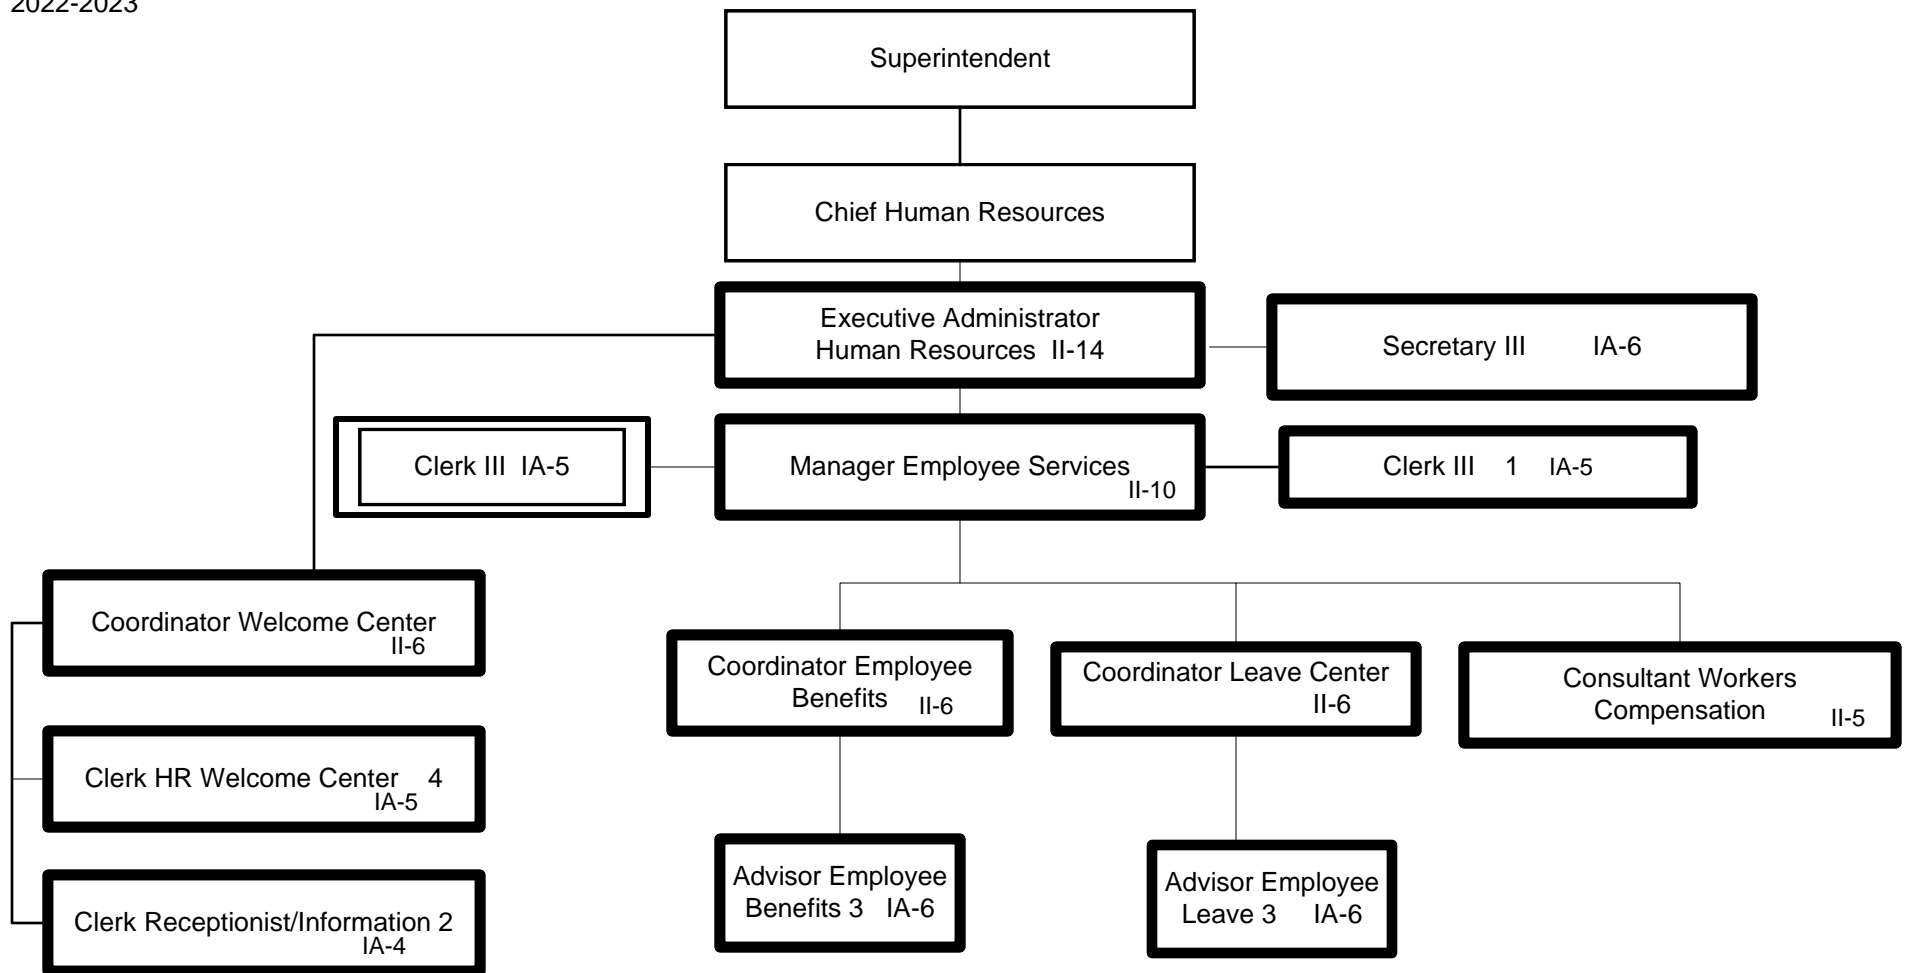 2022-2023
Superintendent
Chief Human Resources
Executive Administrator
Human Resources II-14
Secretary III IA-6
Clerk III IA-5
Manager Employee Services
II-10
Clerk III 1 IA-5
Coordinator Welcome Center
II-6
Coordinator Employee
Benefits II-6
Coordinator Leave Center
II-6
Consultant Workers
Compensation II-5
Clerk HR Welcome Center 4
IA-5
Advisor Employee
Benefits 3 IA-6
Advisor Employee
Leave 3 IA-6
Clerk Receptionist/Information 2
IA-4